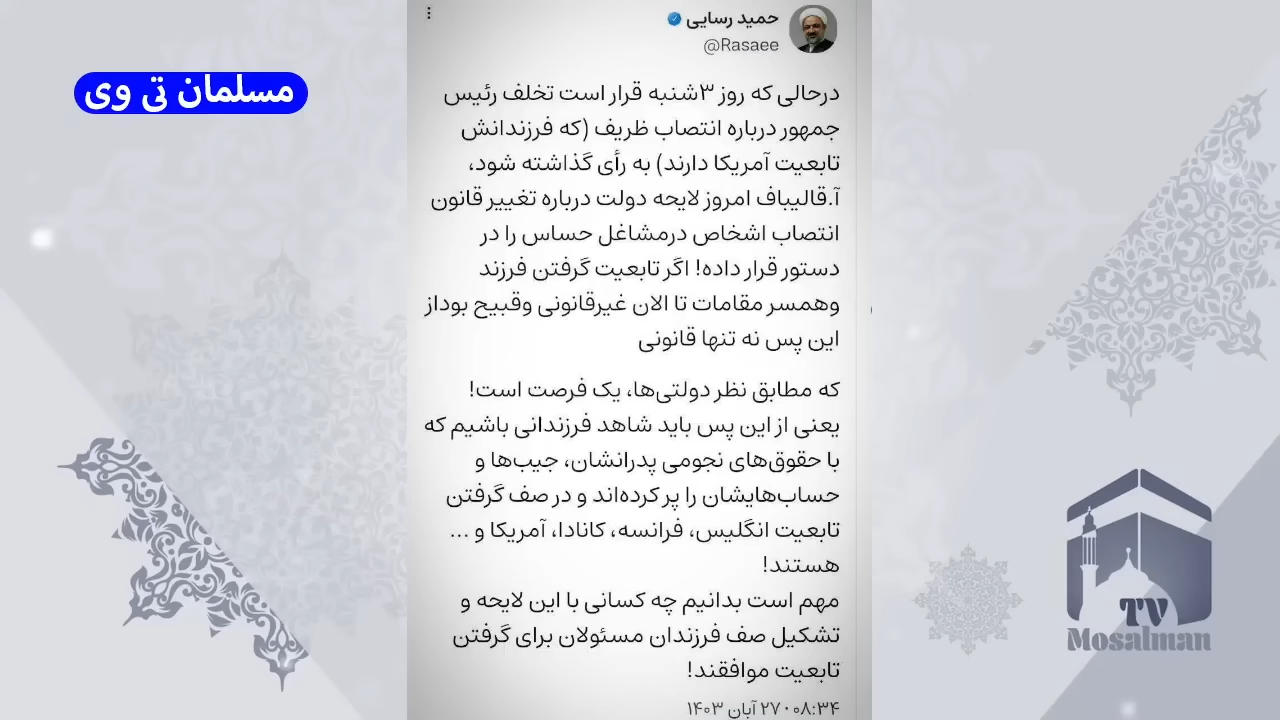 حمید رسایی
@Rasaee
مسلمان تی وی
درحالی که روز ۳شنبه قرار است تخلف رئیس
جمهور درباره انتصاب ظریف (که فرزندانش
تابعیت آمریکا دارند) به رأی گذاشته شود،
آ.قالیباف امروز لایحه دولت درباره تغییر قانون
انتصاب اشخاص درمشاغل حساس را در
دستور قرار داده! اگر تابعیت گرفتن فرزند
وهمسر مقامات تا الان غیرقانونی وقبیح بوداز
این پس نه تنها قانونی
که مطابق نظر دولتی‌ها، یک فرصت است!
یعنی از این پس باید شاهد فرزندانی باشیم که
با حقوق‌های نجومی پدرانشان، جیب‌ها و
حساب‌هایشان را پر کرده‌اند و در صف گرفتن
تابعیت انگلیس، فرانسه، کانادا، آمریکا و ...
هستند!
مهم است بدانیم چه کسانی با این لایحه و
تشکیل صف فرزندان مسئولان برای گرفتن
تابعیت موافقند!
۰۸:۳۴ · ۲۷ آبان ۱۴۰۳
TV
Mosalman